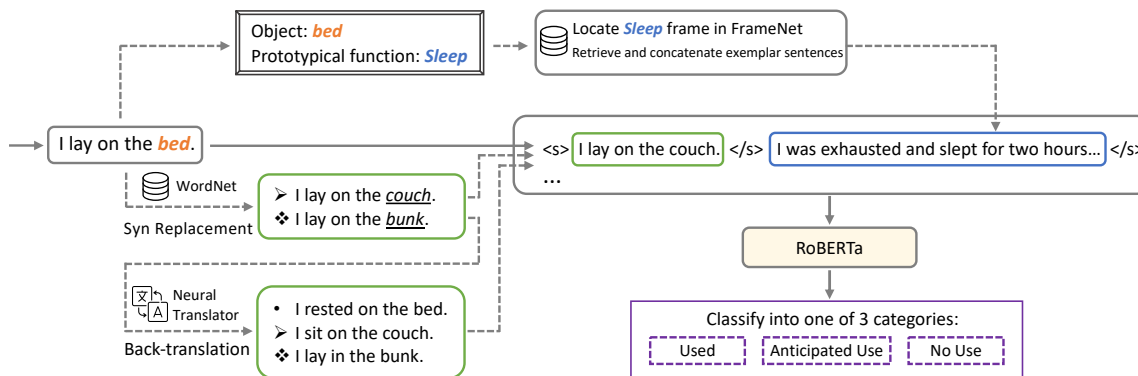 Object: bed
Prototypical function: Sleep
Locate Sleep frame in FrameNet
Retrieve and concatenate exemplar sentences
I lay on the bed.
<s> I lay on the couch. </s> I was exhausted and slept for two hours... </s>
...
WordNet
Syn Replacement
➢ I lay on the couch.
❖ I lay on the bunk.
文
A
Neural
Translator
Back-translation
• I rested on the bed.
➢ I sit on the couch.
❖ I lay in the bunk.
RoBERTa
Classify into one of 3 categories:
Used Anticipated Use No Use